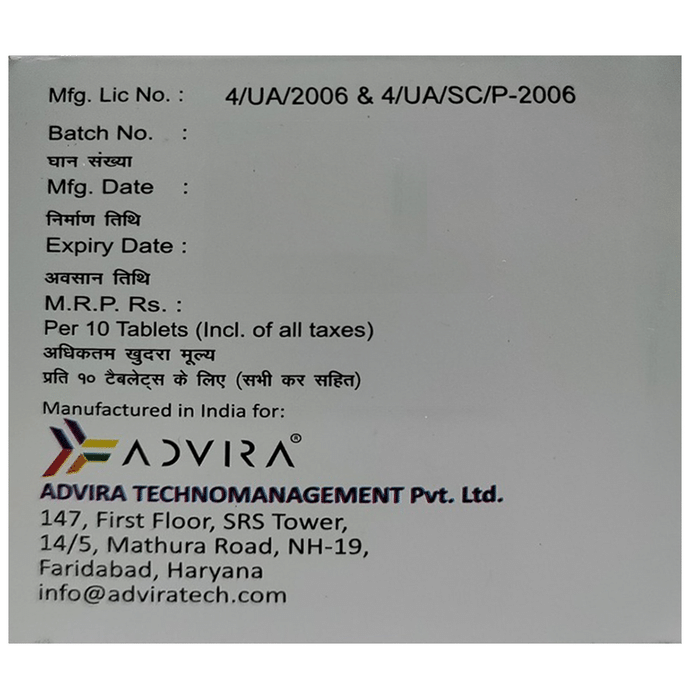 Mfg. Lic No. : 4/UA/2006 & 4/UA/SC/P-2006
Batch No. :
घान संख्या
Mfg. Date :
निर्माण तिथि
Expiry Date :
अवसान तिथि
M.R.P. Rs. :
Per 10 Tablets (Incl. of all taxes)
अधिकतम खुदरा मूल्य
प्रति १० टैबलेट्स के लिए (सभी कर सहित)
Manufactured in India for:
ADVIRA®
ADVIRA TECHNOMANAGEMENT Pvt. Ltd.
147, First Floor, SRS Tower,
14/5, Mathura Road, NH-19,
Faridabad, Haryana
info@adviratech.com